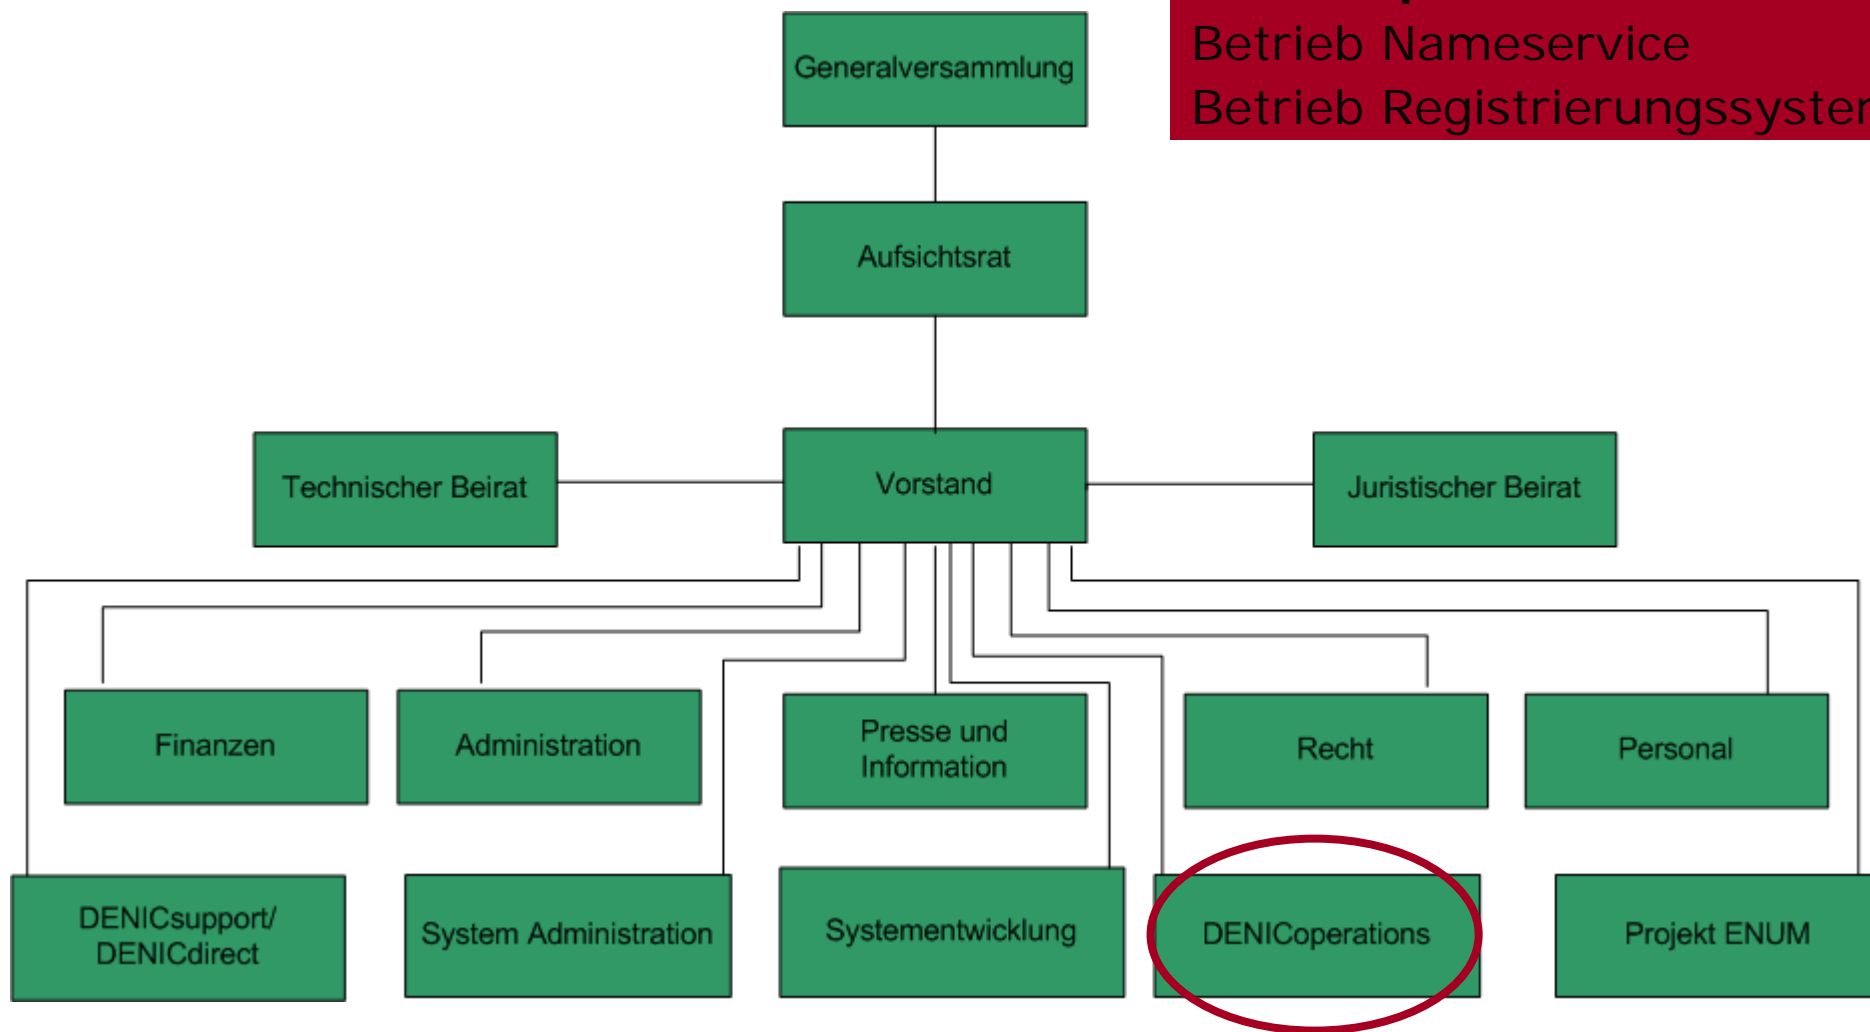 Betrieb Nameservice
Betrieb Registrierungssystem
Generalversammlung
Aufsichtsrat
Technischer Beirat
Vorstand
Juristischer Beirat
Finanzen
Administration
Presse und
Information
Recht
Personal
DENICsupport/
DENICdirect
System Administration
Systementwicklung
DENICoperations
Projekt ENUM